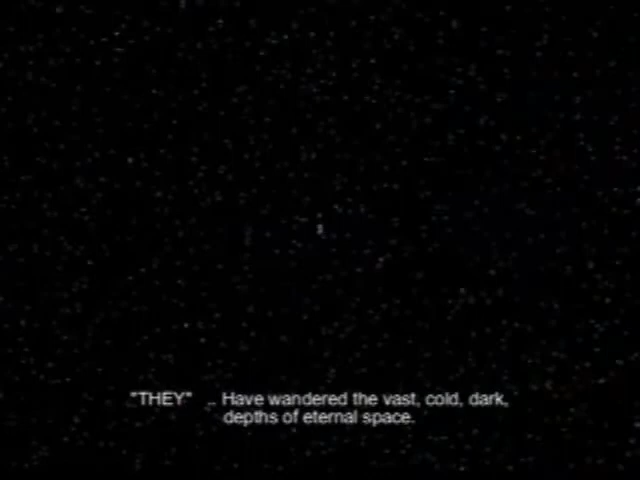 "THEY" .. Have wandered the vast, cold, dark,
depths of eternal space.